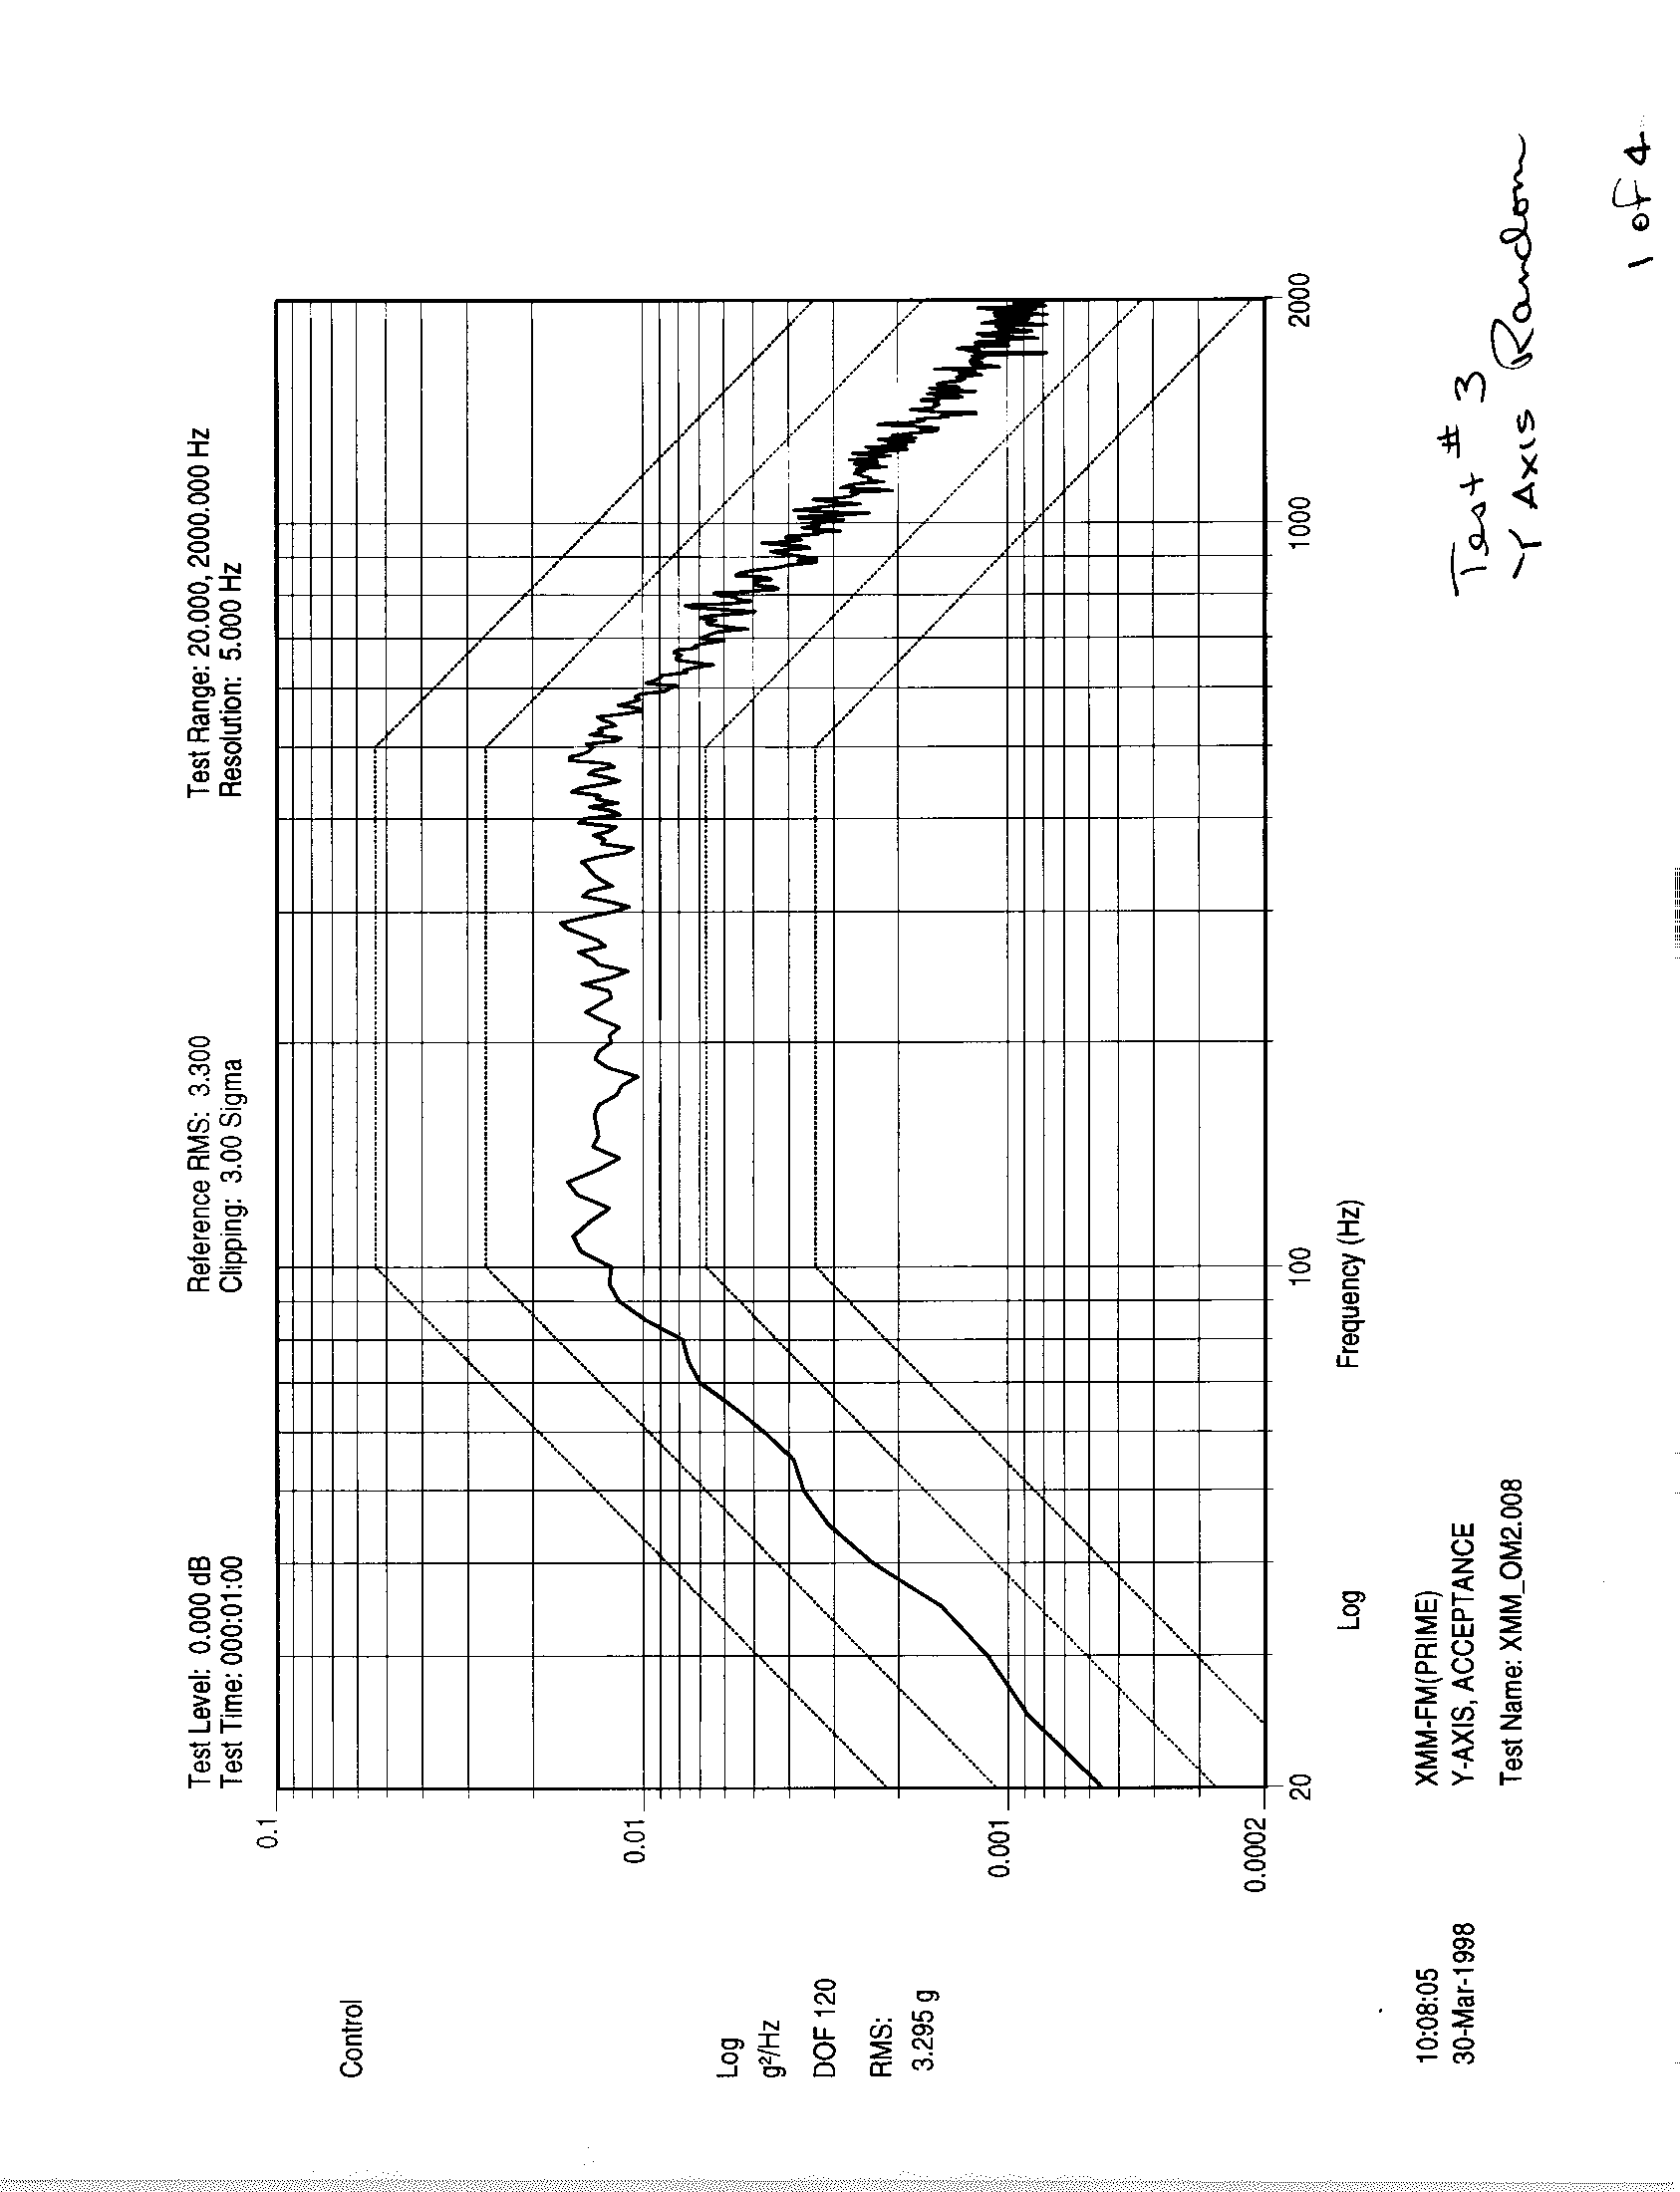 Test Level: 0.000 dB
Test Time: 000:01:00
Reference RMS: 3.300
Clipping: 3.00 Sigma
Test Range: 20.000, 2000.000 Hz
Resolution: 5.000 Hz
Control
Log
g²/Hz
DOF 120
RMS:
3.295 g
0.1
0.01
0.001
0.0002
20
100
1000
2000
Log
Frequency (Hz)
10:08:05
30-Mar-1998
XMM-FM(PRIME)
Y-AXIS, ACCEPTANCE
Test Name: XMM_OM2.008
Test # 3
Y Axis Random
1 of 4